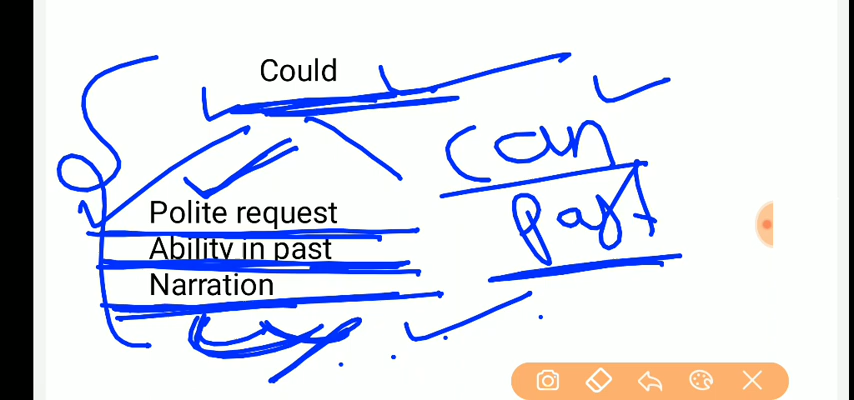 Could
can
past
Polite request
Ability in past
Narration